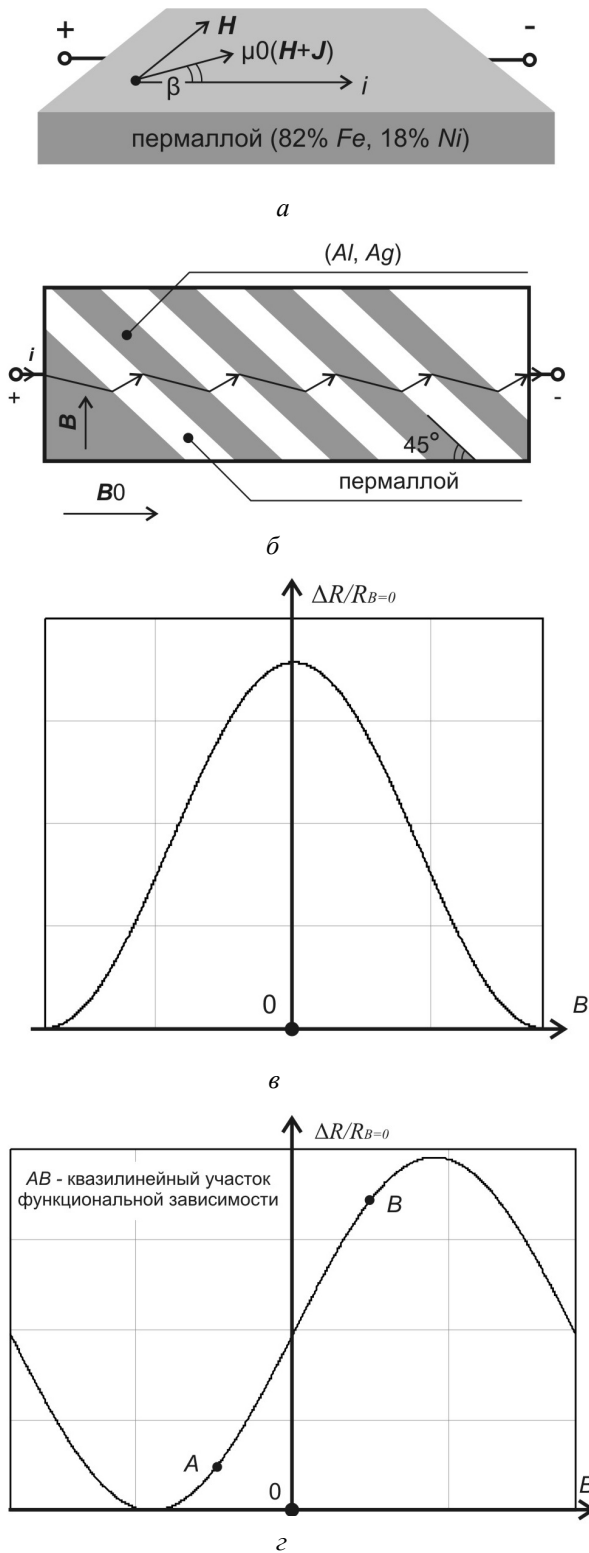 +
-
H
μ0(H+J)
β
i
пермаллой (82% Fe, 18% Ni)
а
(Al, Ag)
i
+
-
B
45°
пермаллой
B0
б
ΔR/RB=0
0
B
в
ΔR/RB=0
AB - квазилинейный участок
функциональной зависимости
B
A
0
B
г